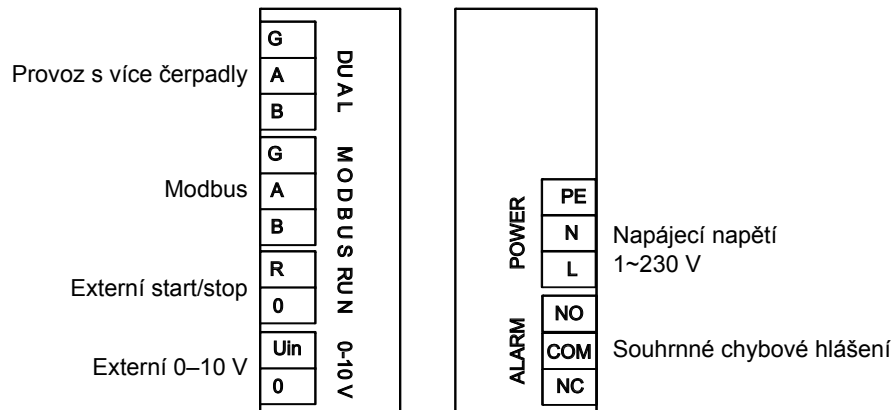 Provoz s více čerpadly
G
A
B
DUAL
Modbus
G
A
B
MODBUS
Externí start/stop
R
0
RUN
Externí 0–10 V
Uin
0
0-10V
POWER
PE
N
L
Napájecí napětí
1~230 V
ALARM
NO
COM
NC
Souhrnné chybové hlášení